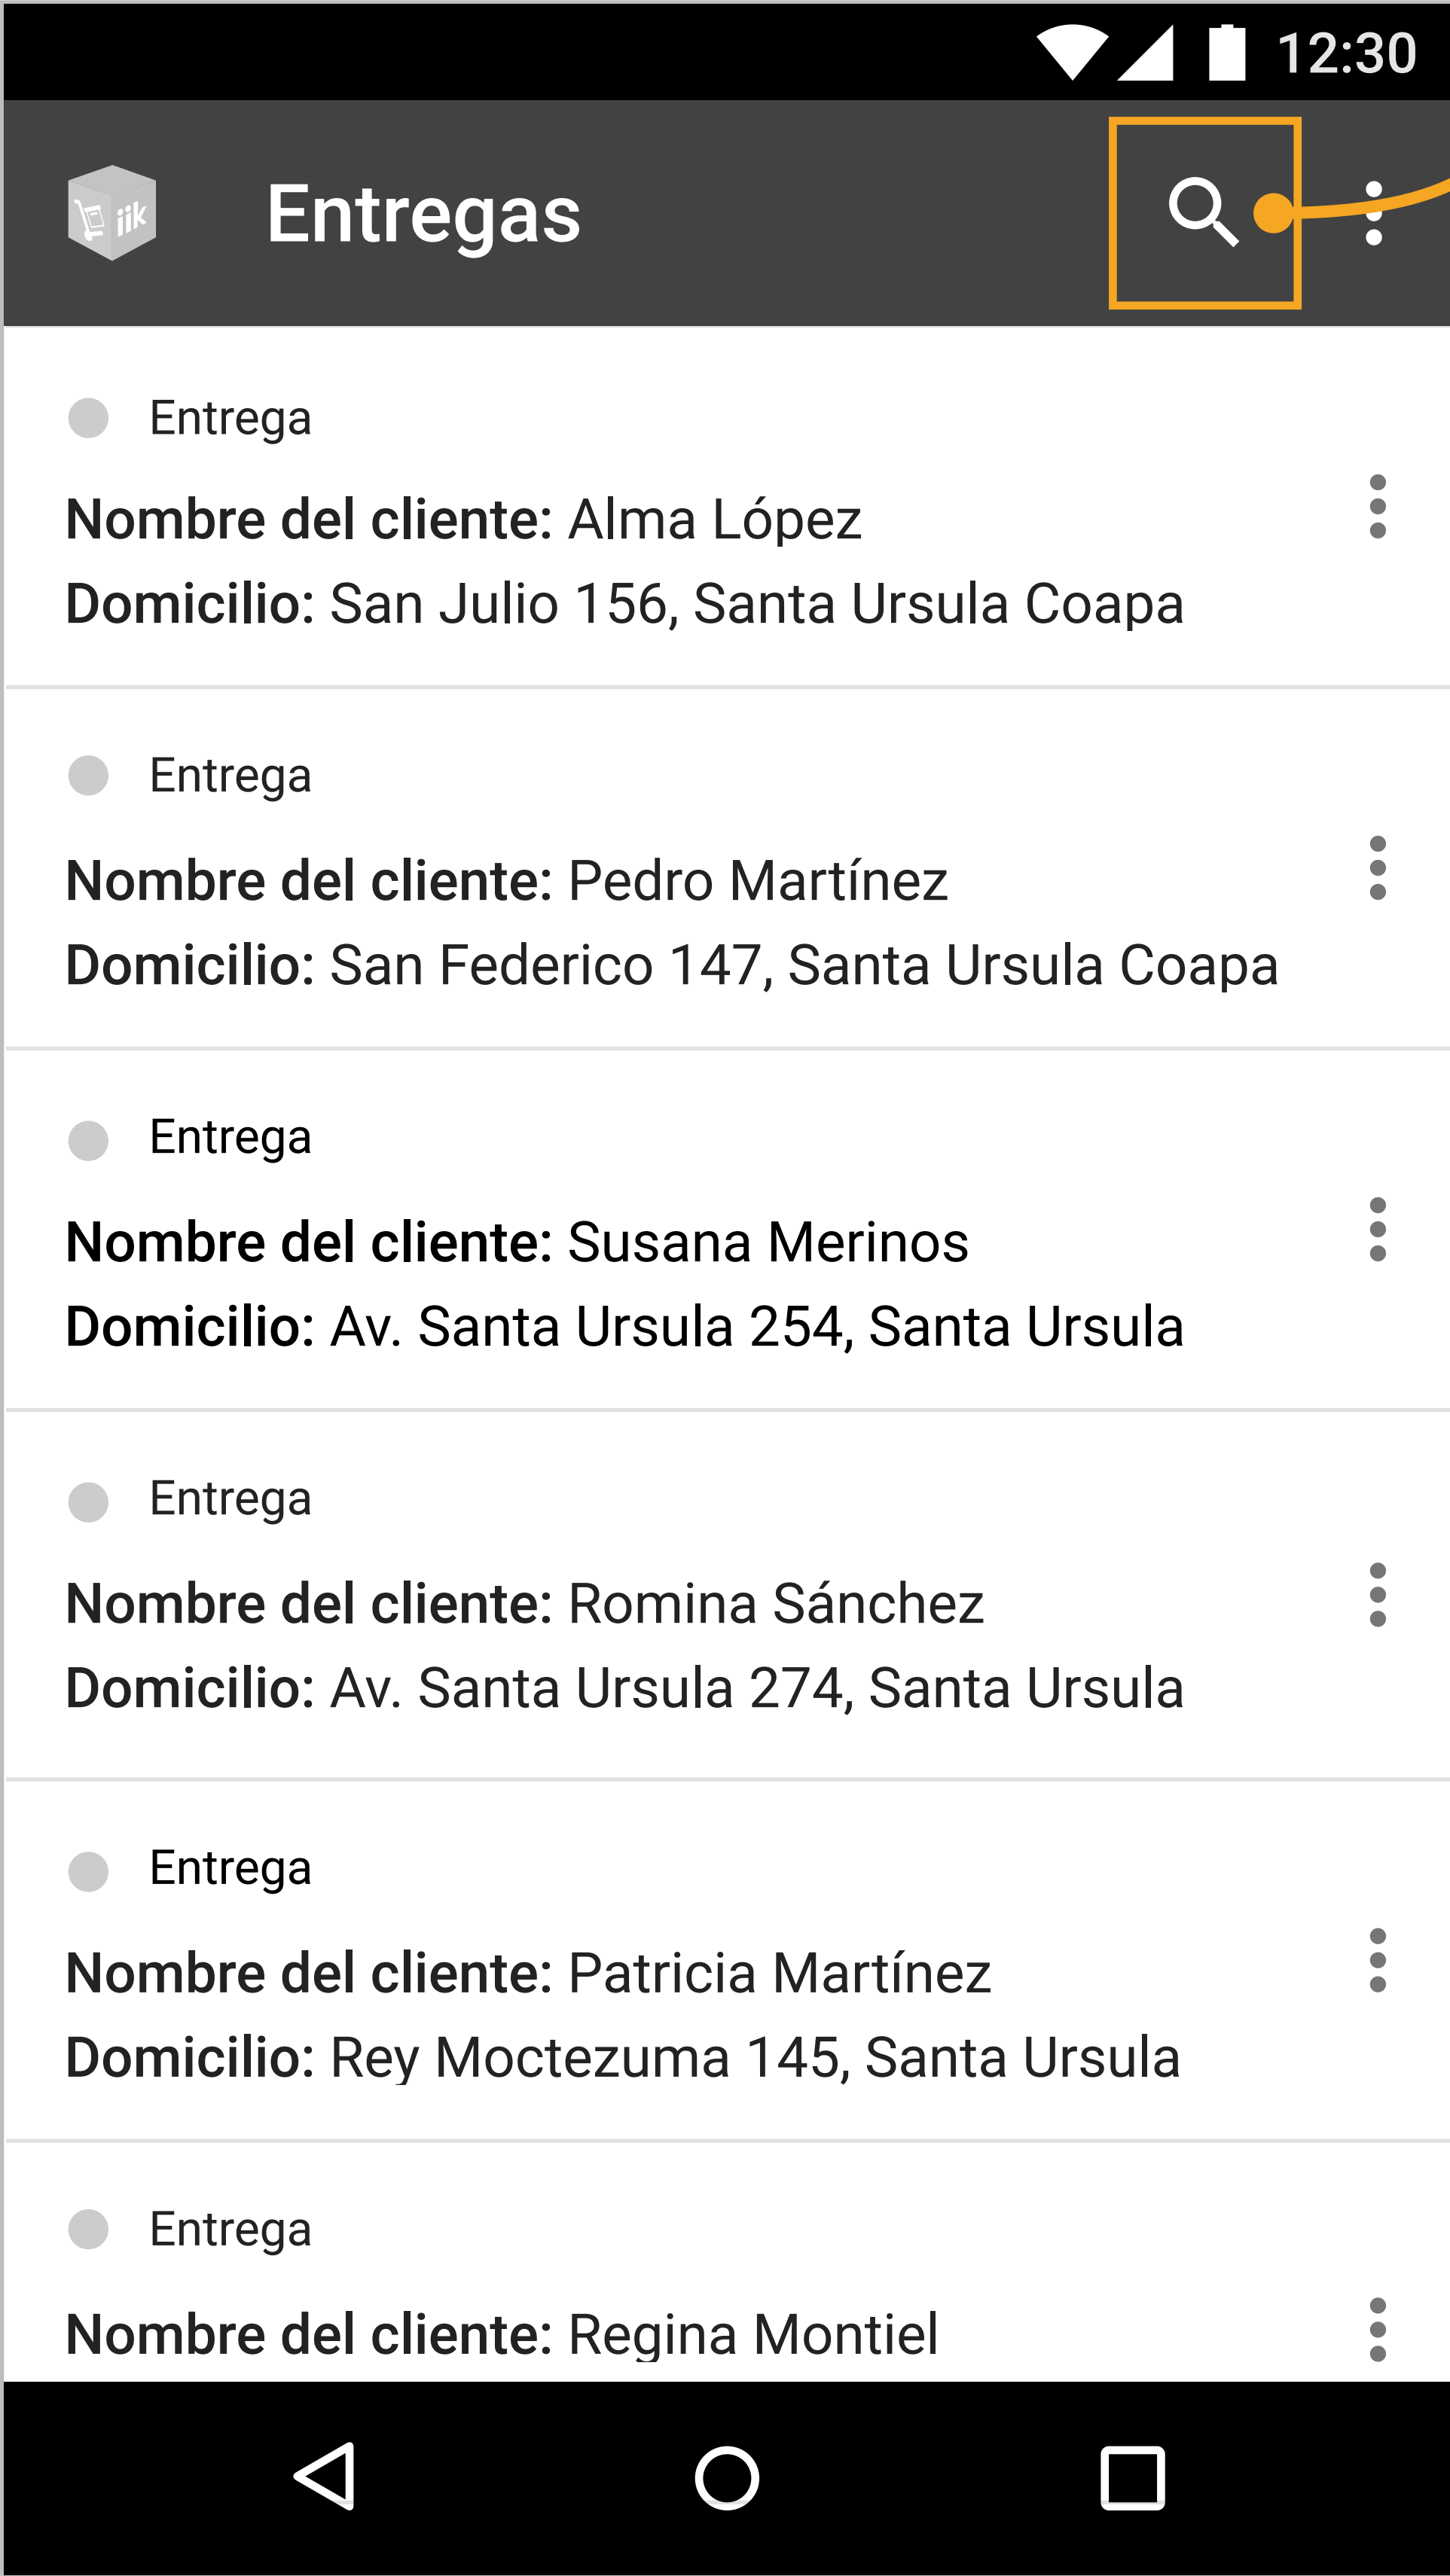 12:30
iik
Entregas
Entrega
Nombre del cliente: Alma López
Domicilio: San Julio 156, Santa Ursula Coapa
Entrega
Nombre del cliente: Pedro Martínez
Domicilio: San Federico 147, Santa Ursula Coapa
Entrega
Nombre del cliente: Susana Merinos
Domicilio: Av. Santa Ursula 254, Santa Ursula
Entrega
Nombre del cliente: Romina Sánchez
Domicilio: Av. Santa Ursula 274, Santa Ursula
Entrega
Nombre del cliente: Patricia Martínez
Domicilio: Rey Moctezuma 145, Santa Ursula
Entrega
Nombre del cliente: Regina Montiel